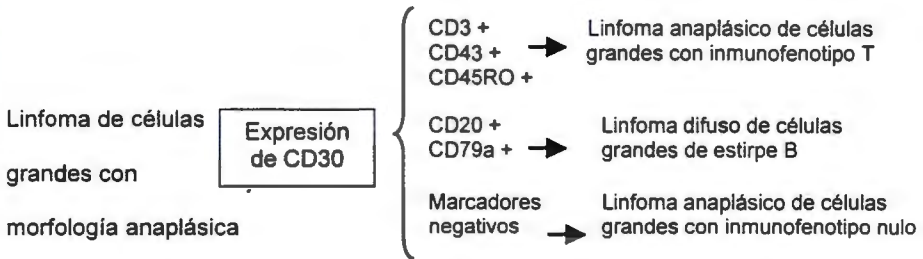 Linfoma de células
grandes con
morfología anaplásica
Expresión
de CD30
CD3 +
CD43 +
CD45RO +
Linfoma anaplásico de células
grandes con inmunofenotipo T
CD20 +
CD79a +
Linfoma difuso de células
grandes de estirpe B
Marcadores
negativos
Linfoma anaplásico de células
grandes con inmunofenotipo nulo